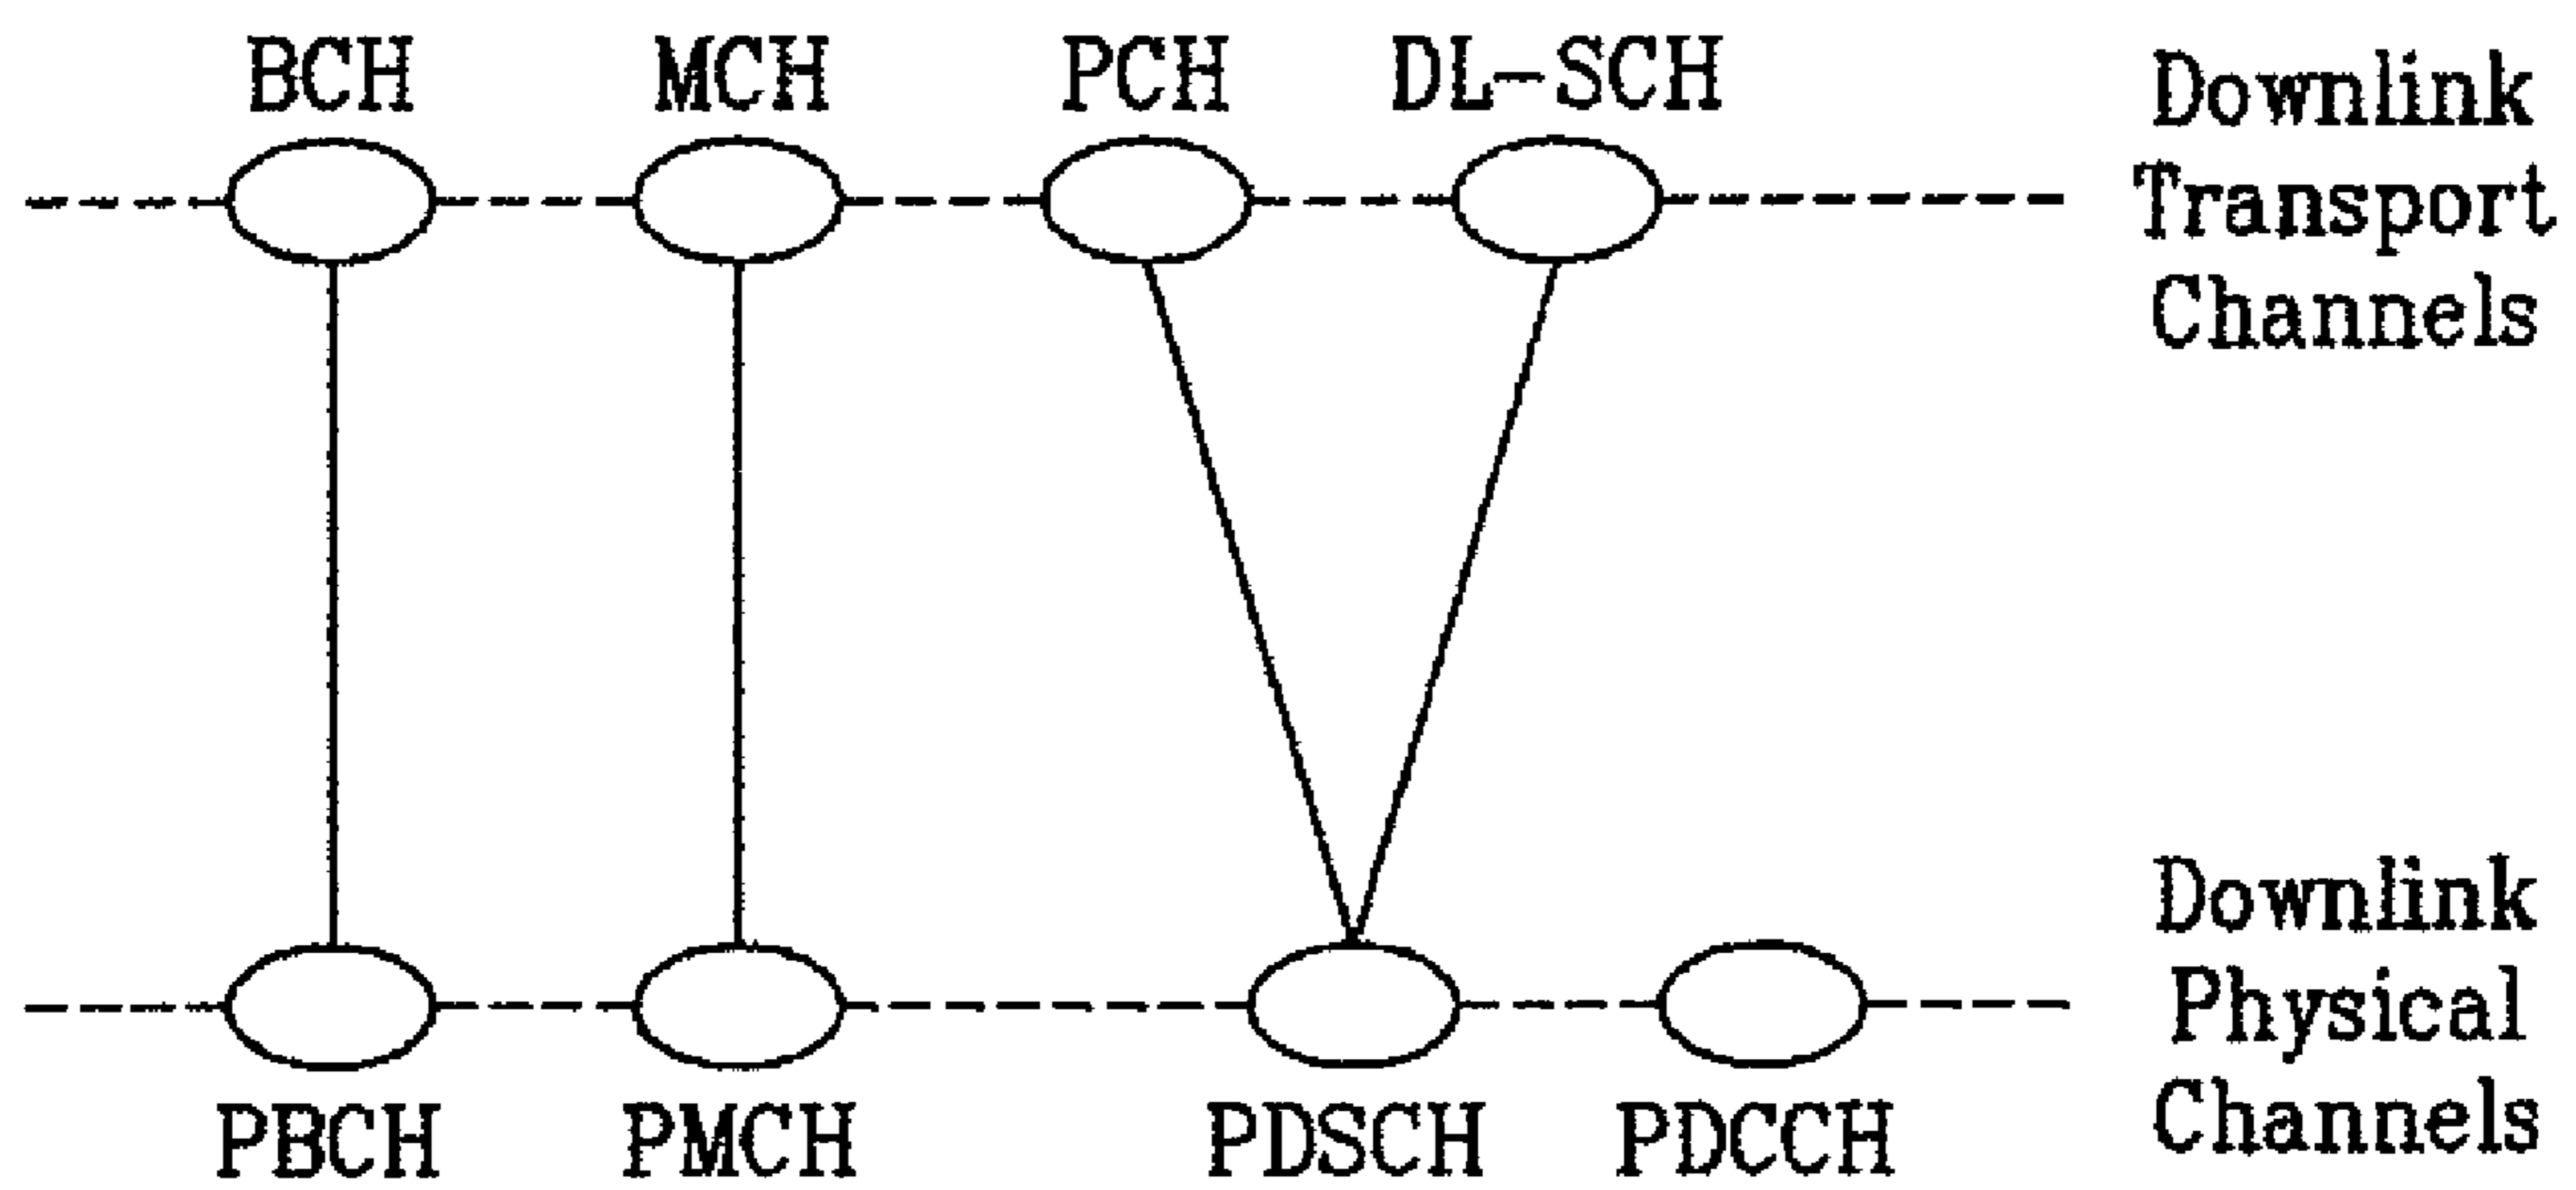 BCH MCH PCH DL-SCH
Downlink
Transport
Channels
Downlink
Physical
Channels
PBCH PMCH PDSCH PDCCH